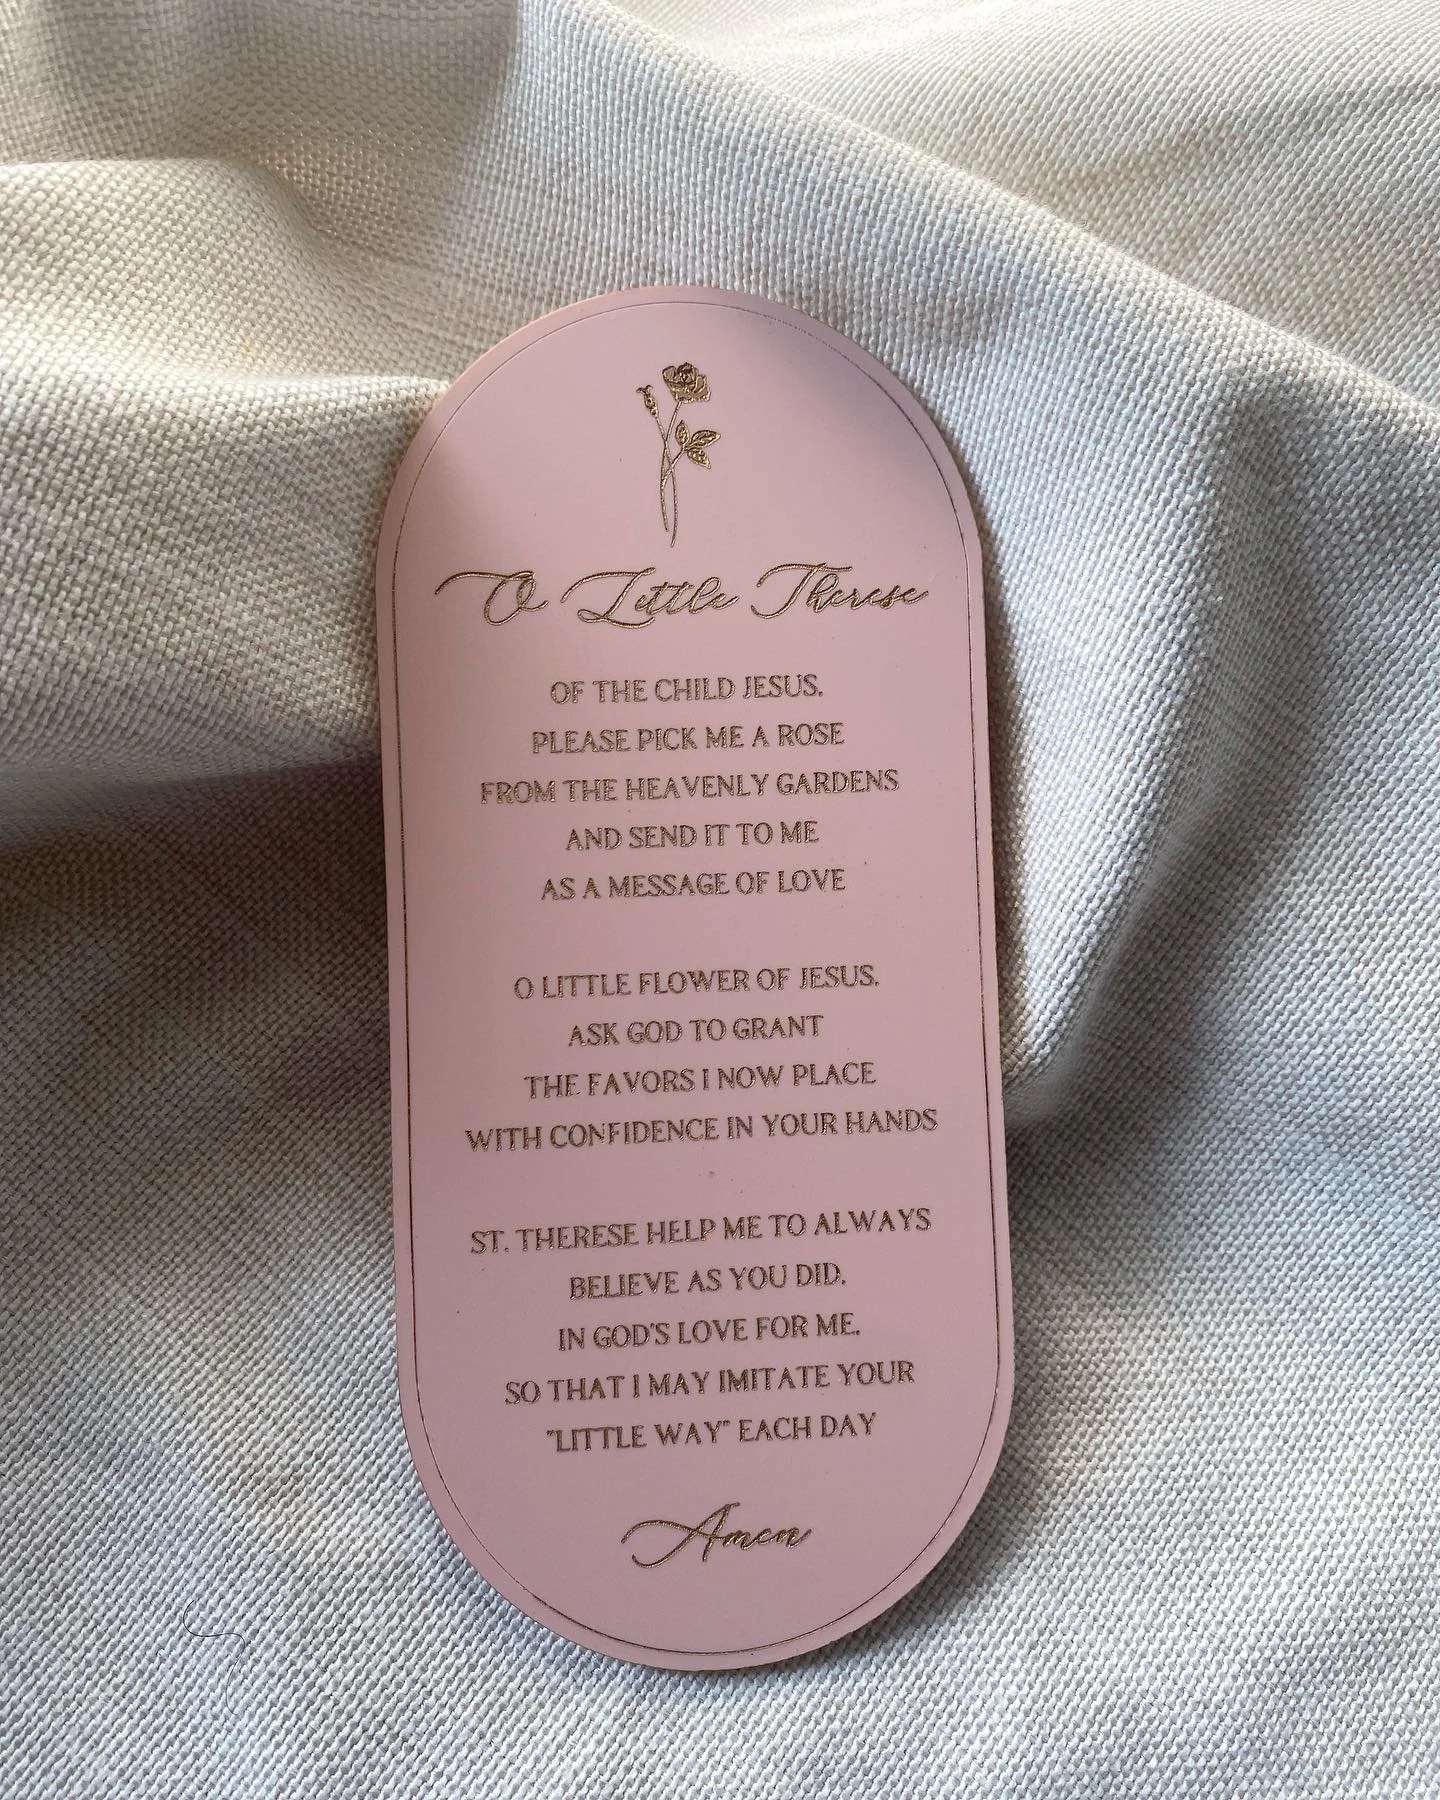 O Little Therese
OF THE CHILD JESUS,
PLEASE PICK ME A ROSE
FROM THE HEAVENLY GARDENS
AND SEND IT TO ME
AS A MESSAGE OF LOVE
O LITTLE FLOWER OF JESUS,
ASK GOD TO GRANT
THE FAVORS I NOW PLACE
WITH CONFIDENCE IN YOUR HANDS
ST. THERESE HELP ME TO ALWAYS
BELIEVE AS YOU DID,
IN GOD'S LOVE FOR ME,
SO THAT I MAY IMITATE YOUR
"LITTLE WAY" EACH DAY
Amen